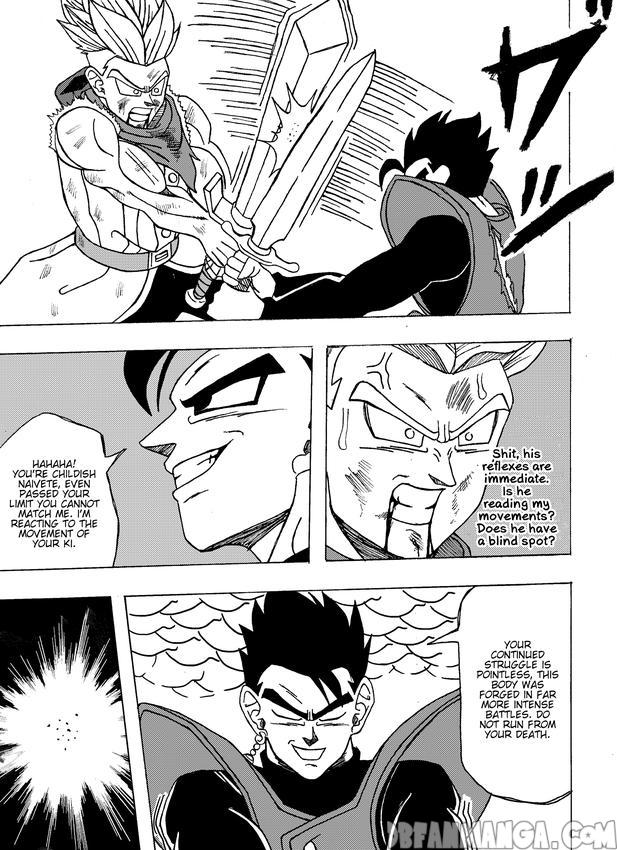 Shit, his
reflexes are
immediate.
Is he
reading my
movements?
Does he have
a blind spot?
HAHAHA!
YOU'RE CHILDISH
NAIVETE, EVEN
PASSED YOUR
LIMIT YOU CANNOT
MATCH ME. I'M
REACTING TO THE
MOVEMENT OF
YOUR KI.
YOUR
CONTINUED
STRUGGLE IS
POINTLESS, THIS
BODY WAS
FORGED IN FAR
MORE INTENSE
BATTLES. DO
NOT RUN FROM
YOUR DEATH.
DBFANMANGA.COM